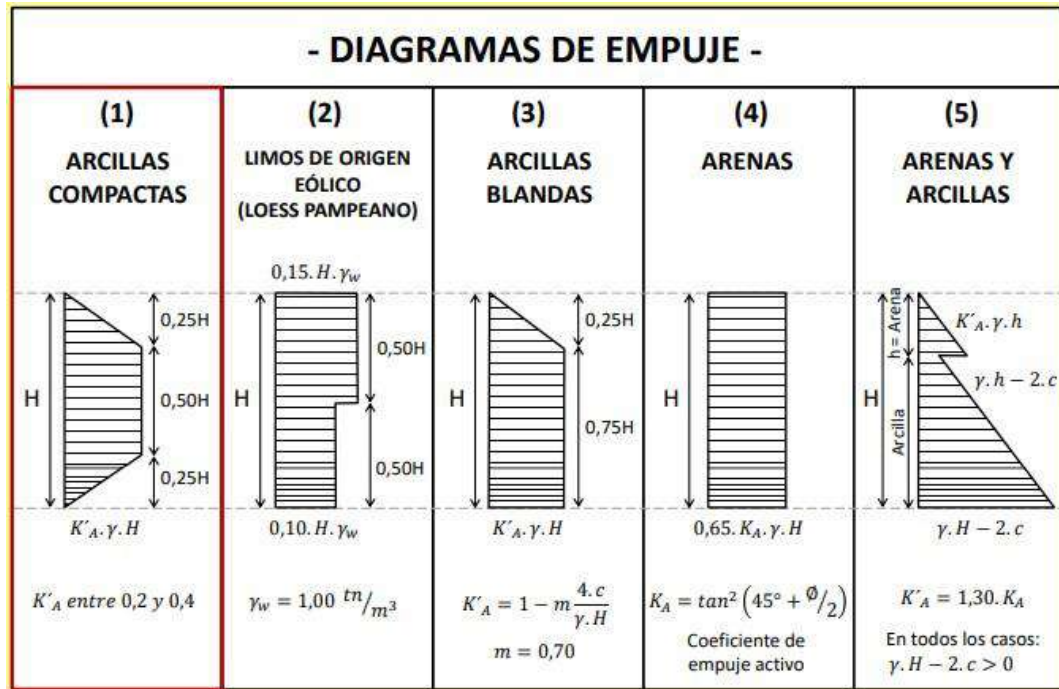 - DIAGRAMAS DE EMPUJE -
(1)
ARCILLAS
COMPACTAS
0,25H
H
0,50H
0,25H
K´A.γ.H
K´A entre 0,2 y 0,4
(2)
LIMOS DE ORIGEN
EÓLICO
(LOESS PAMPEANO)
0,15.H.γw
0,50H
H
0,50H
0,10.H.γw
γw = 1,00 tn/m³
(3)
ARCILLAS
BLANDAS
0,25H
H
0,75H
K´A.γ.H
K´A = 1 − m 4.c/γ.H
m = 0,70
(4)
ARENAS
H
0,65.KA.γ.H
KA = tan²(45° + Ø/2)
Coeficiente de
empuje activo
(5)
ARENAS Y
ARCILLAS
h = Arena
K´A.γ.h
γ.h − 2.c
H
Arcilla
γ.H − 2.c
K´A = 1,30.KA
En todos los casos:
γ.H − 2.c > 0